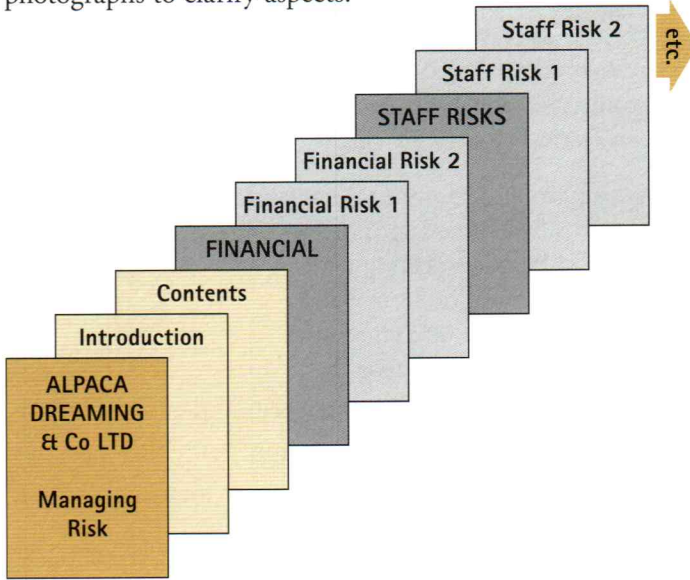 photographs to clarify aspects.
Staff Risk 2
etc.
Staff Risk 1
STAFF RISKS
Financial Risk 2
Financial Risk 1
FINANCIAL
Contents
Introduction
ALPACA
DREAMING
& Co LTD
Managing
Risk